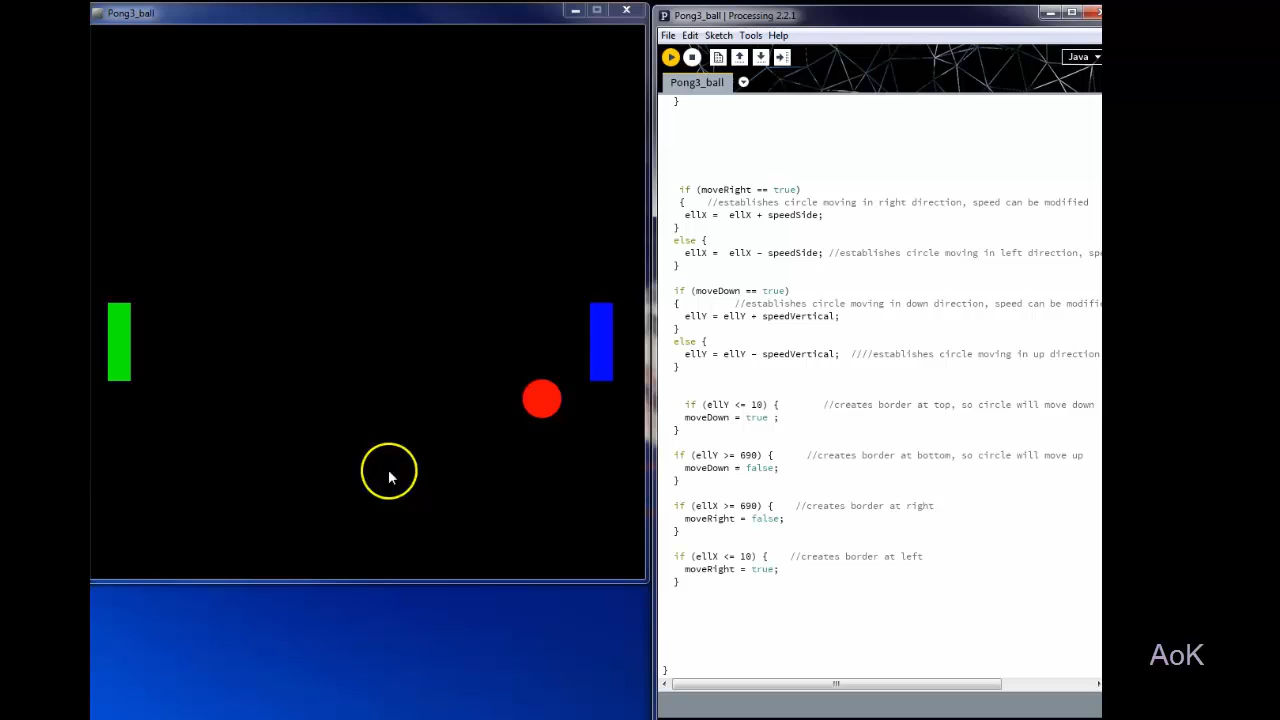 Pong3_ball
Pong3_ball | Processing 2.2.1
File Edit Sketch Tools Help
Java
Pong3_ball
}
if (moveRight == true)
{ //establishes circle moving in right direction, speed can be modified
ellX = ellX + speedSide;
}
else {
ellX = ellX - speedSide; //establishes circle moving in left direction,
}
if (moveDown == true)
{ //establishes circle moving in down direction, speed can be modifi
ellY = ellY + speedVertical;
}
else {
ellY = ellY - speedVertical; ////establishes circle moving in up direction
}
if (ellY <= 10) { //creates border at top, so circle will move down
moveDown = true ;
}
if (ellY >= 690) { //creates border at bottom, so circle will move up
moveDown = false;
}
if (ellX >= 690) { //creates border at right
moveRight = false;
}
if (ellX <= 10) { //creates border at left
moveRight = true;
}
}
AoK